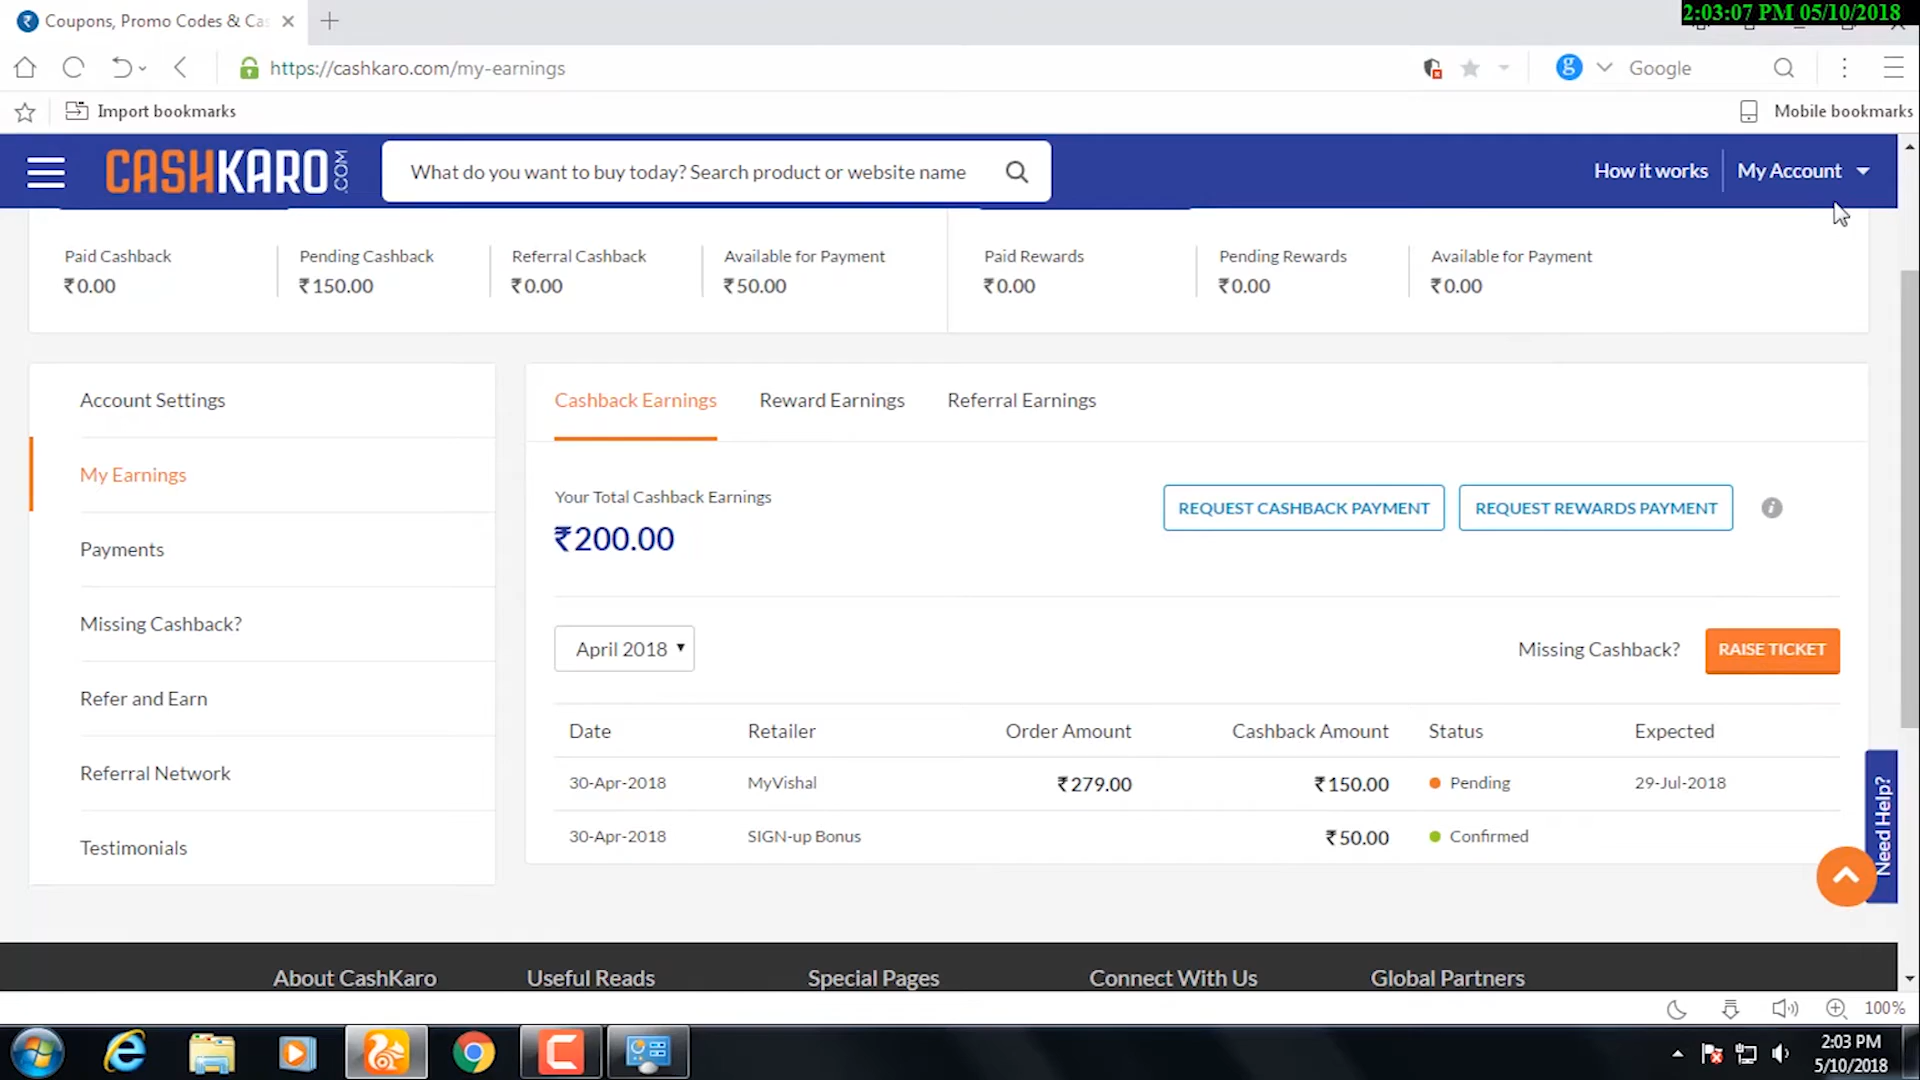 Coupons, Promo Codes & Ca
2:03:07 PM 05/10/2018
https://cashkaro.com/my-earnings
g
Google
Import bookmarks
Mobile bookmarks
CASHKARO.COM
What do you want to buy today? Search product or website name
How it works
My Account
Paid Cashback
Pending Cashback
Referral Cashback
Available for Payment
Paid Rewards
Pending Rewards
Available for Payment
₹0.00
₹150.00
₹0.00
₹50.00
₹0.00
₹0.00
₹0.00
Account Settings
My Earnings
Payments
Missing Cashback?
Refer and Earn
Referral Network
Testimonials
Cashback Earnings
Reward Earnings
Referral Earnings
Your Total Cashback Earnings
₹200.00
REQUEST CASHBACK PAYMENT
REQUEST REWARDS PAYMENT
i
April 2018
Missing Cashback?
RAISE TICKET
Date Retailer Order Amount Cashback Amount Status Expected
30-Apr-2018 MyVishal ₹279.00 ₹150.00 Pending 29-Jul-2018
30-Apr-2018 SIGN-up Bonus ₹50.00 Confirmed
Need Help?
About CashKaro
Useful Reads
Special Pages
Connect With Us
Global Partners
100%
2:03 PM
5/10/2018